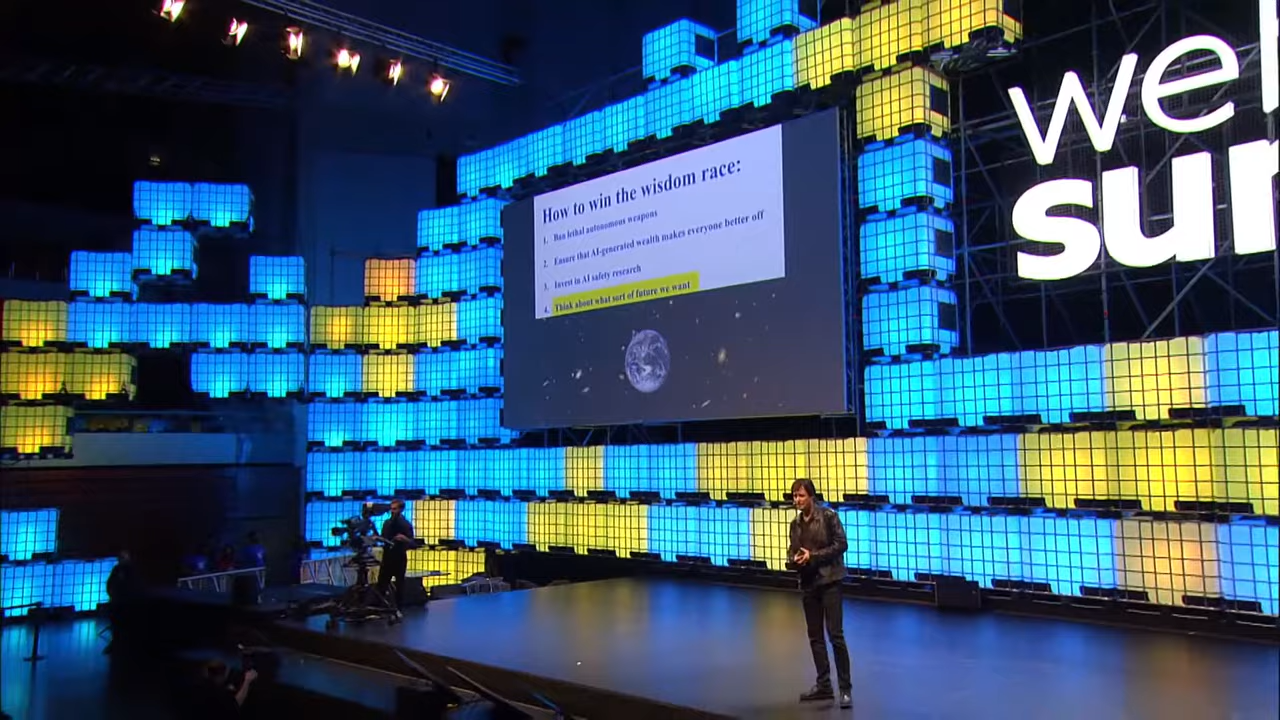 How to win the wisdom race:
1. Ban lethal autonomous weapons
2. Ensure that AI-generated wealth makes everyone better off
3. Invest in AI safety research
4. Think about what sort of future we want
we
su